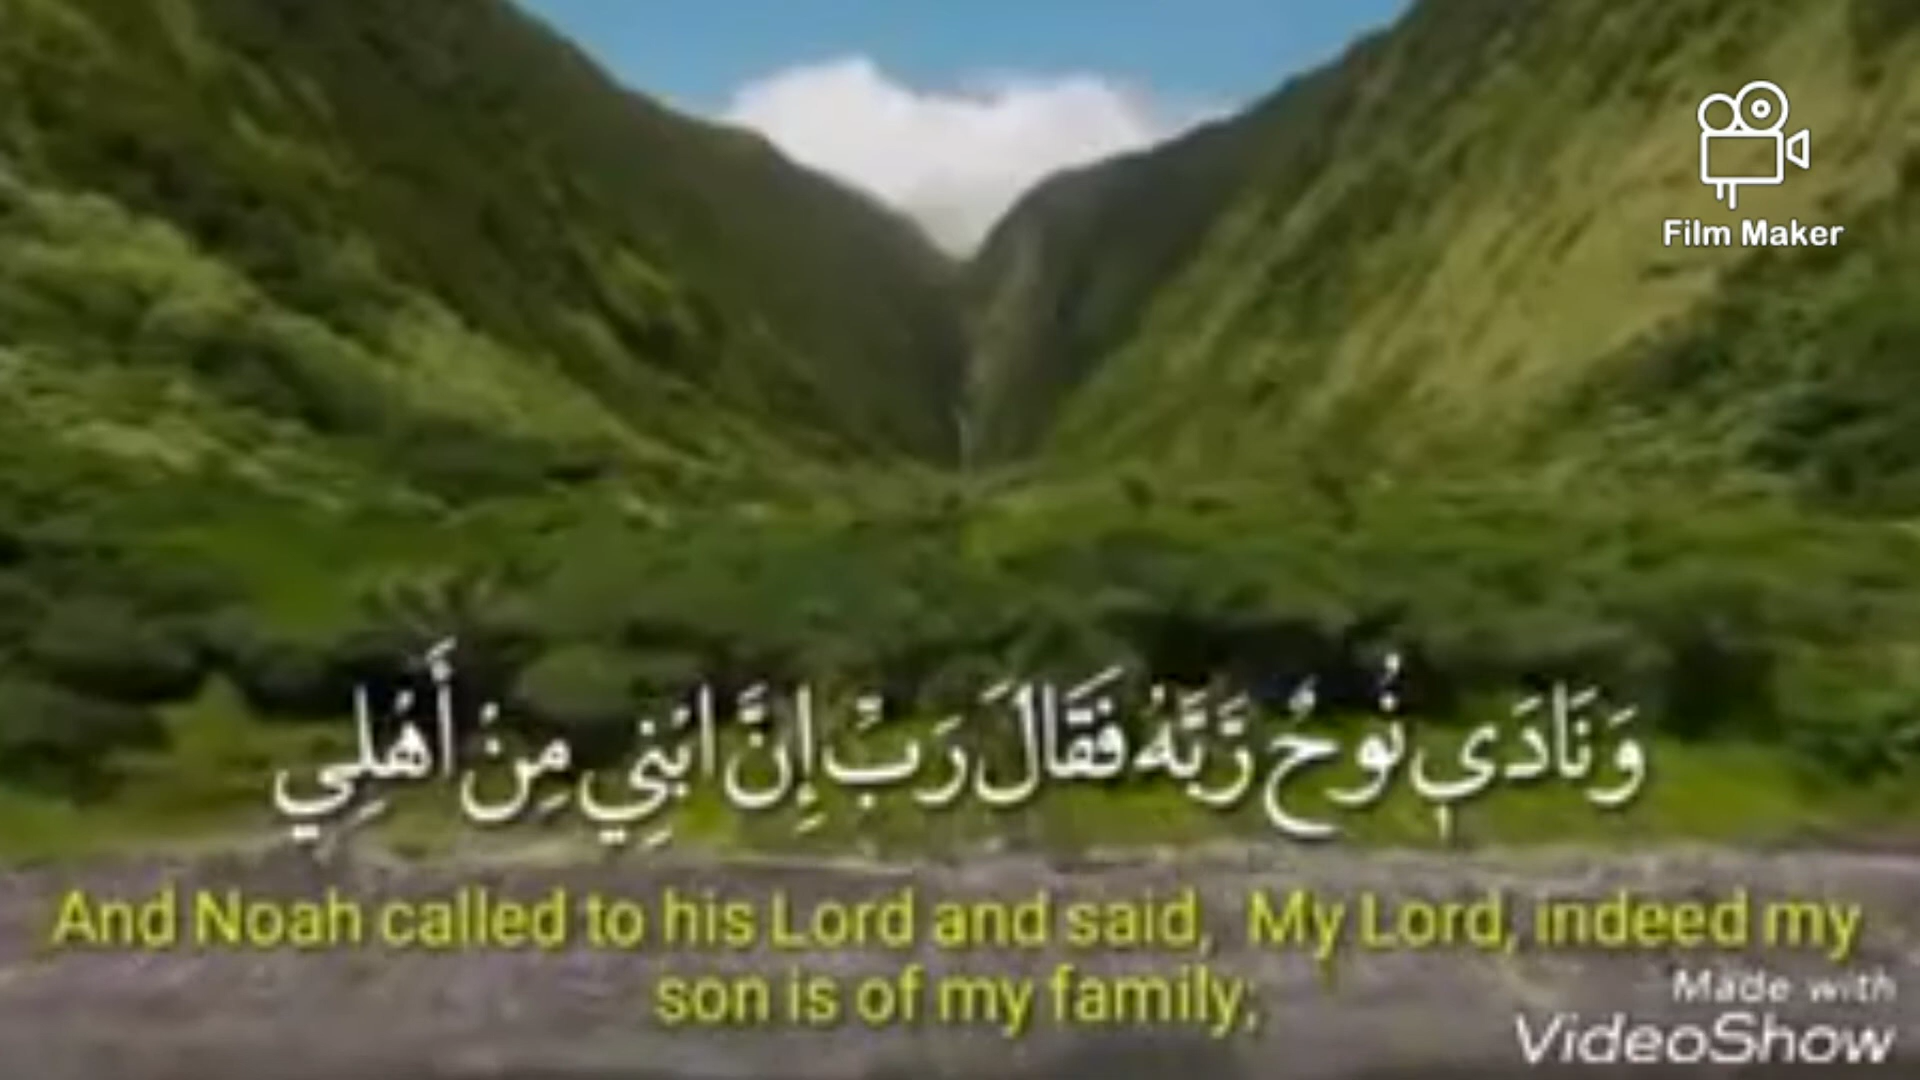 Film Maker
وَنَادَىٰ نُوحٌ رَّبَّهُ فَقَالَ رَبِّ إِنَّ ابْنِي مِنْ أَهْلِي
And Noah called to his Lord and said, My Lord, indeed my
son is of my family;
Made with
VideoShow